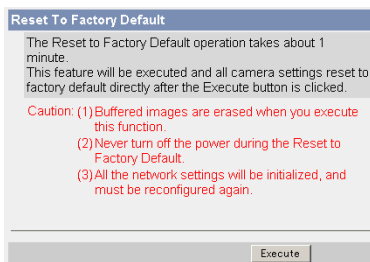 Reset To Factory Default
The Reset to Factory Default operation takes about 1
minute.
This feature will be executed and all camera settings reset to
factory default directly after the Execute button is clicked.
Caution: (1)Buffered images are erased when you execute
this function.
(2)Never turn off the power during the Reset to
Factory Default.
(3)All the network settings will be initialized, and
must be reconfigured again.
Execute